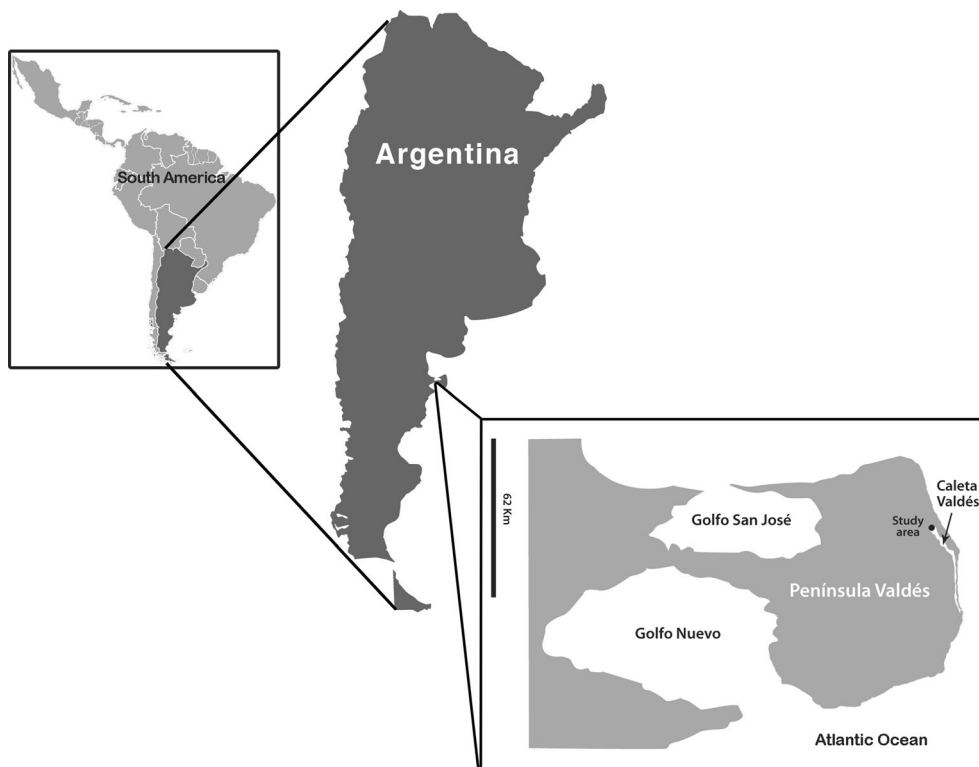 Argentina
South America
62 Km
Caleta
Valdés
Golfo San José
Study
area
Península Valdés
Golfo Nuevo
Atlantic Ocean